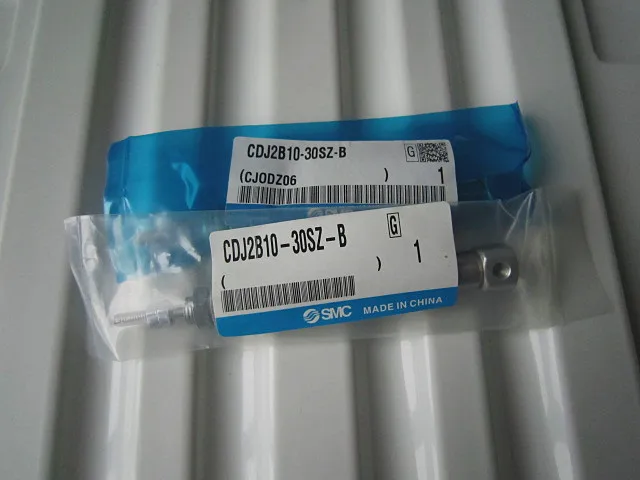 CDJ2B10-30SZ-B G
(CJODZ06 ) 1
CDJ2B10-30SZ-B G
( ) 1
SMC MADE IN CHINA